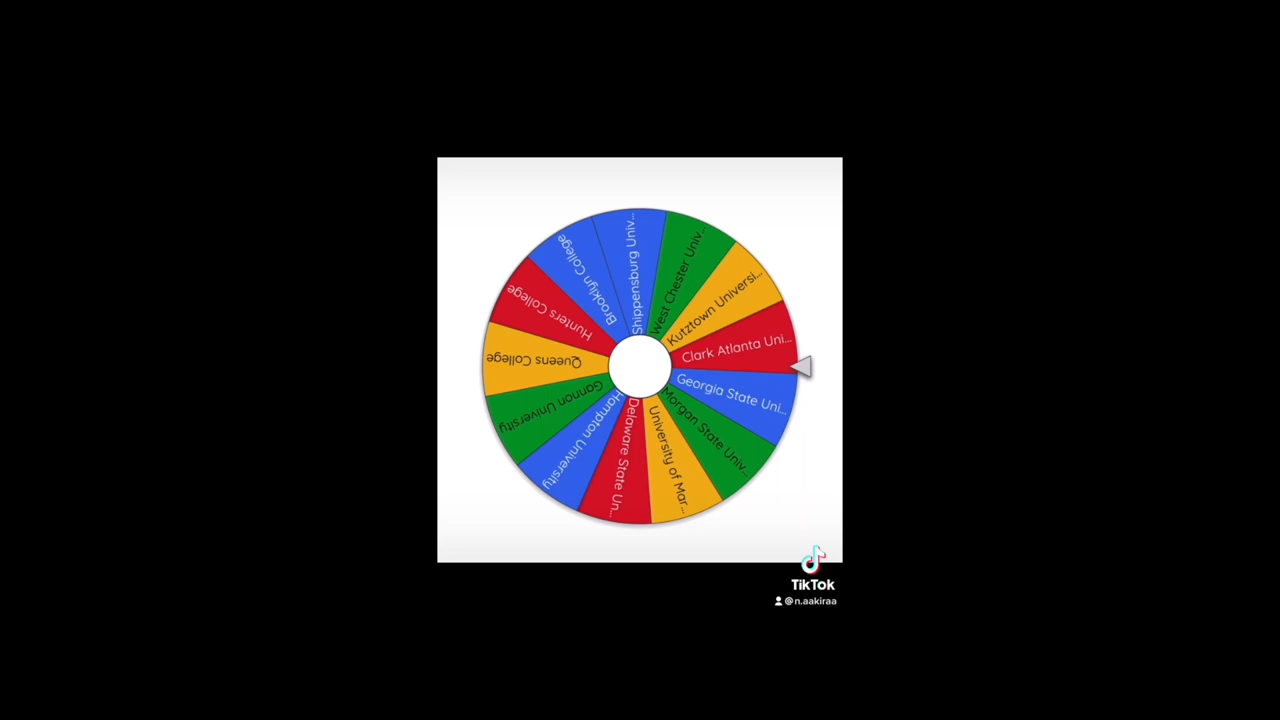 Shippensburg Univ...
West Chester Univ...
Kutztown Universi...
Clark Atlanta Uni...
Georgia State Uni...
Morgan State Univ...
University of Mar...
Delaware State Un...
Hampton University
Gannon University
Queens College
Hunters College
Brooklyn College
TikTok
@n.aakiraa